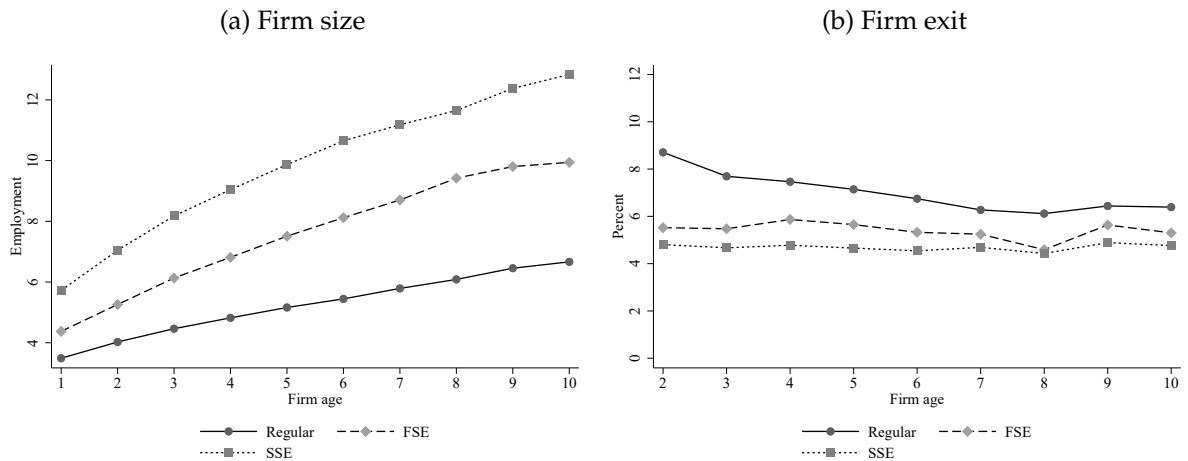 (a) Firm size
Employment
12
10
8
6
4
1 2 3 4 5 6 7 8 9 10
Firm age
Regular FSE
SSE
(b) Firm exit
Percent
12
10
8
6
4
2
0
2 3 4 5 6 7 8 9 10
Firm age
Regular FSE
SSE